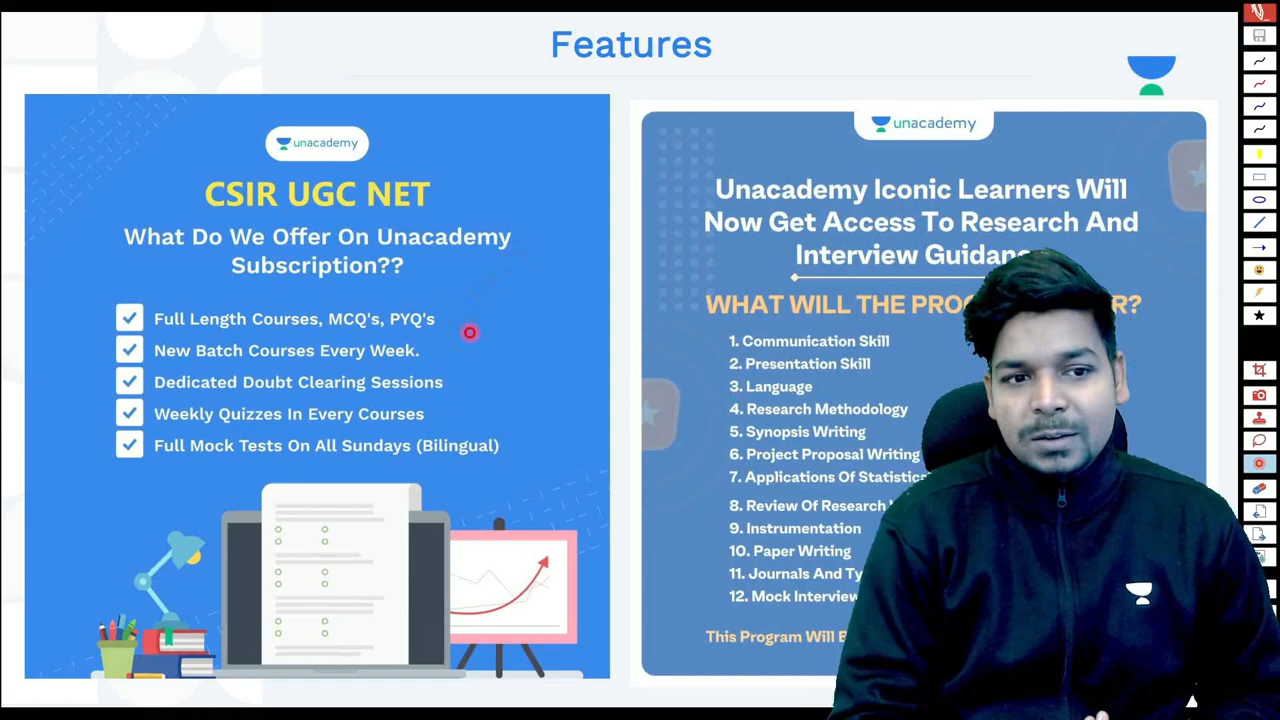 Features
unacademy
CSIR UGC NET
What Do We Offer On Unacademy
Subscription??
Full Length Courses, MCQ's, PYQ's
New Batch Courses Every Week.
Dedicated Doubt Clearing Sessions
Weekly Quizzes In Every Courses
Full Mock Tests On All Sundays (Bilingual)
unacademy
Unacademy Iconic Learners Will
Now Get Access To Research And
Interview
WHAT WILL THE
1. Communication Skill
2. Presentation Skill
3. Language
4. Research Methodology
5. Synopsis Writing
6. Project Proposal Writing
7. Applications Of
8. Review Of Research
9. Instrumentation
10. Paper Writing
11. Journals And
12. Mock Interview
This Program Will